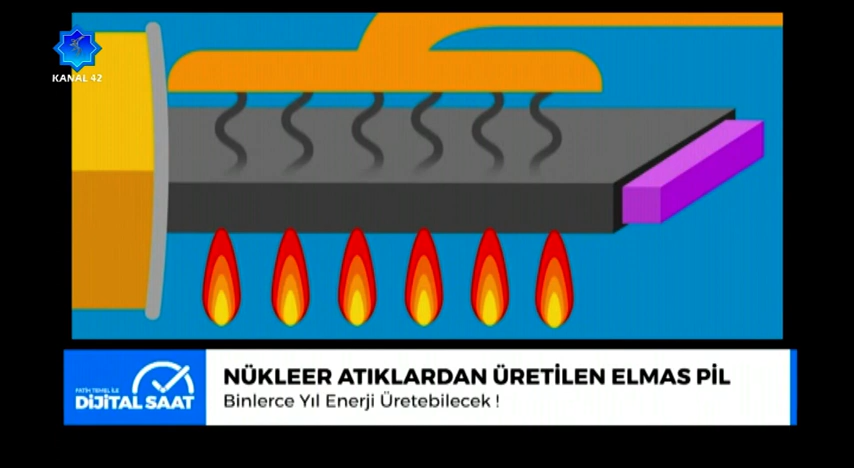 KANAL 42
NÜKLEER ATIKLARDAN ÜRETİLEN ELMAS PİL
FATİH TEMEL İLE
DİJİTAL SAAT
Binlerce Yıl Enerji Üretebilecek !